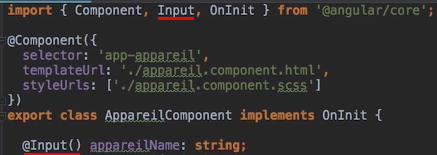 import { Component, Input, OnInit } from '@angular/core';
@Component({
selector: 'app-appareil',
templateUrl: './appareil.component.html',
styleUrls: ['./appareil.component.scss']
})
export class AppareilComponent implements OnInit {
@Input() appareilName: string;